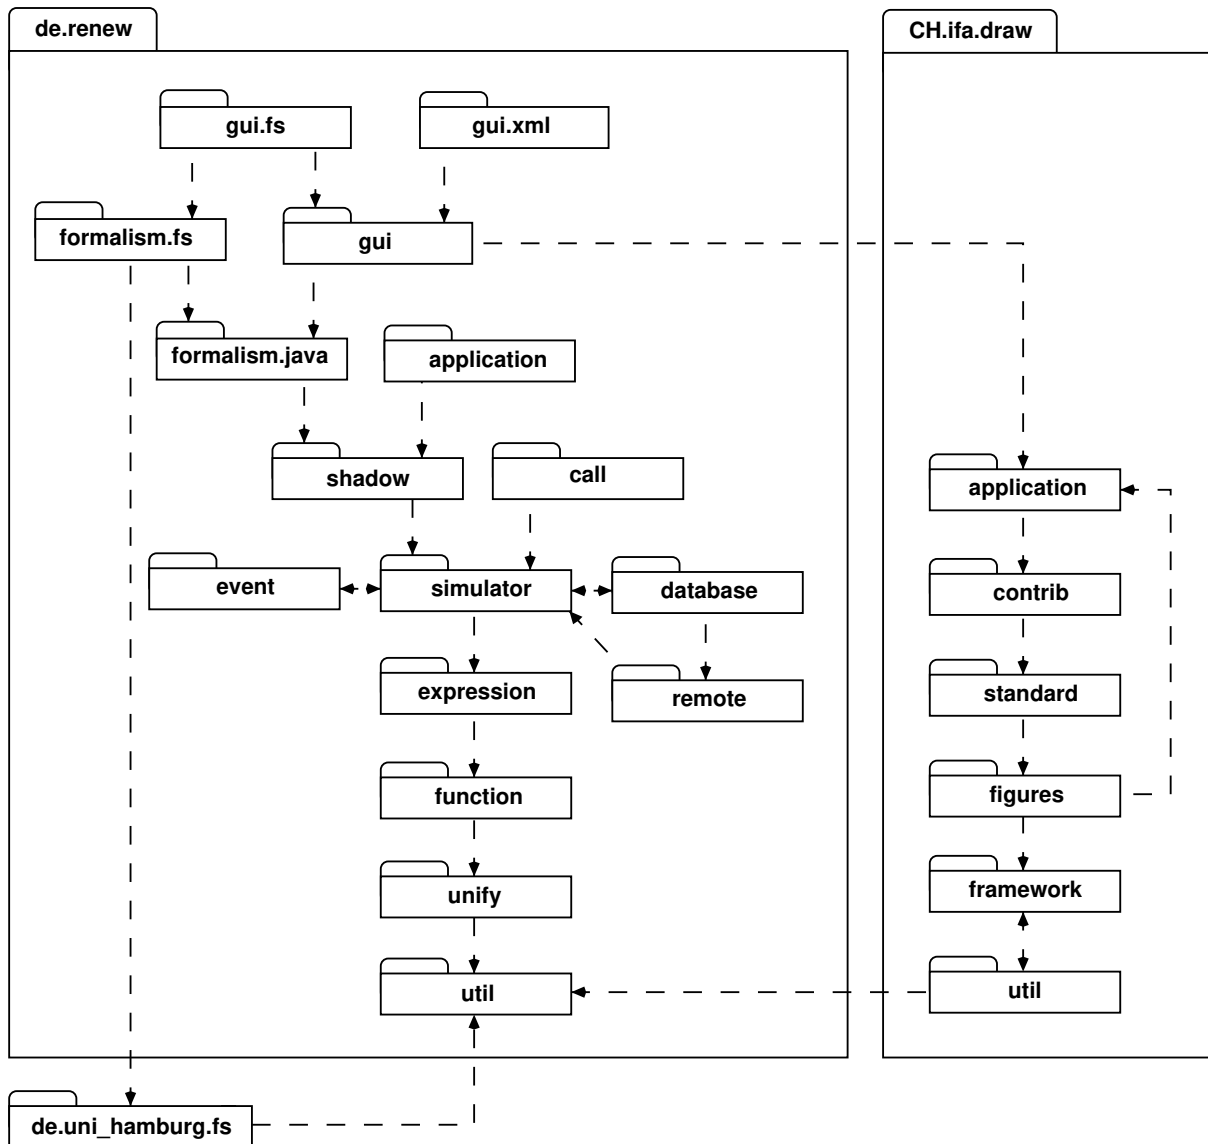 de.renew
CH.ifa.draw
gui.fs
gui.xml
formalism.fs
gui
formalism.java
application
shadow
call
application
event
simulator
database
contrib
expression
remote
standard
function
figures
unify
framework
util
util
de.uni_hamburg.fs